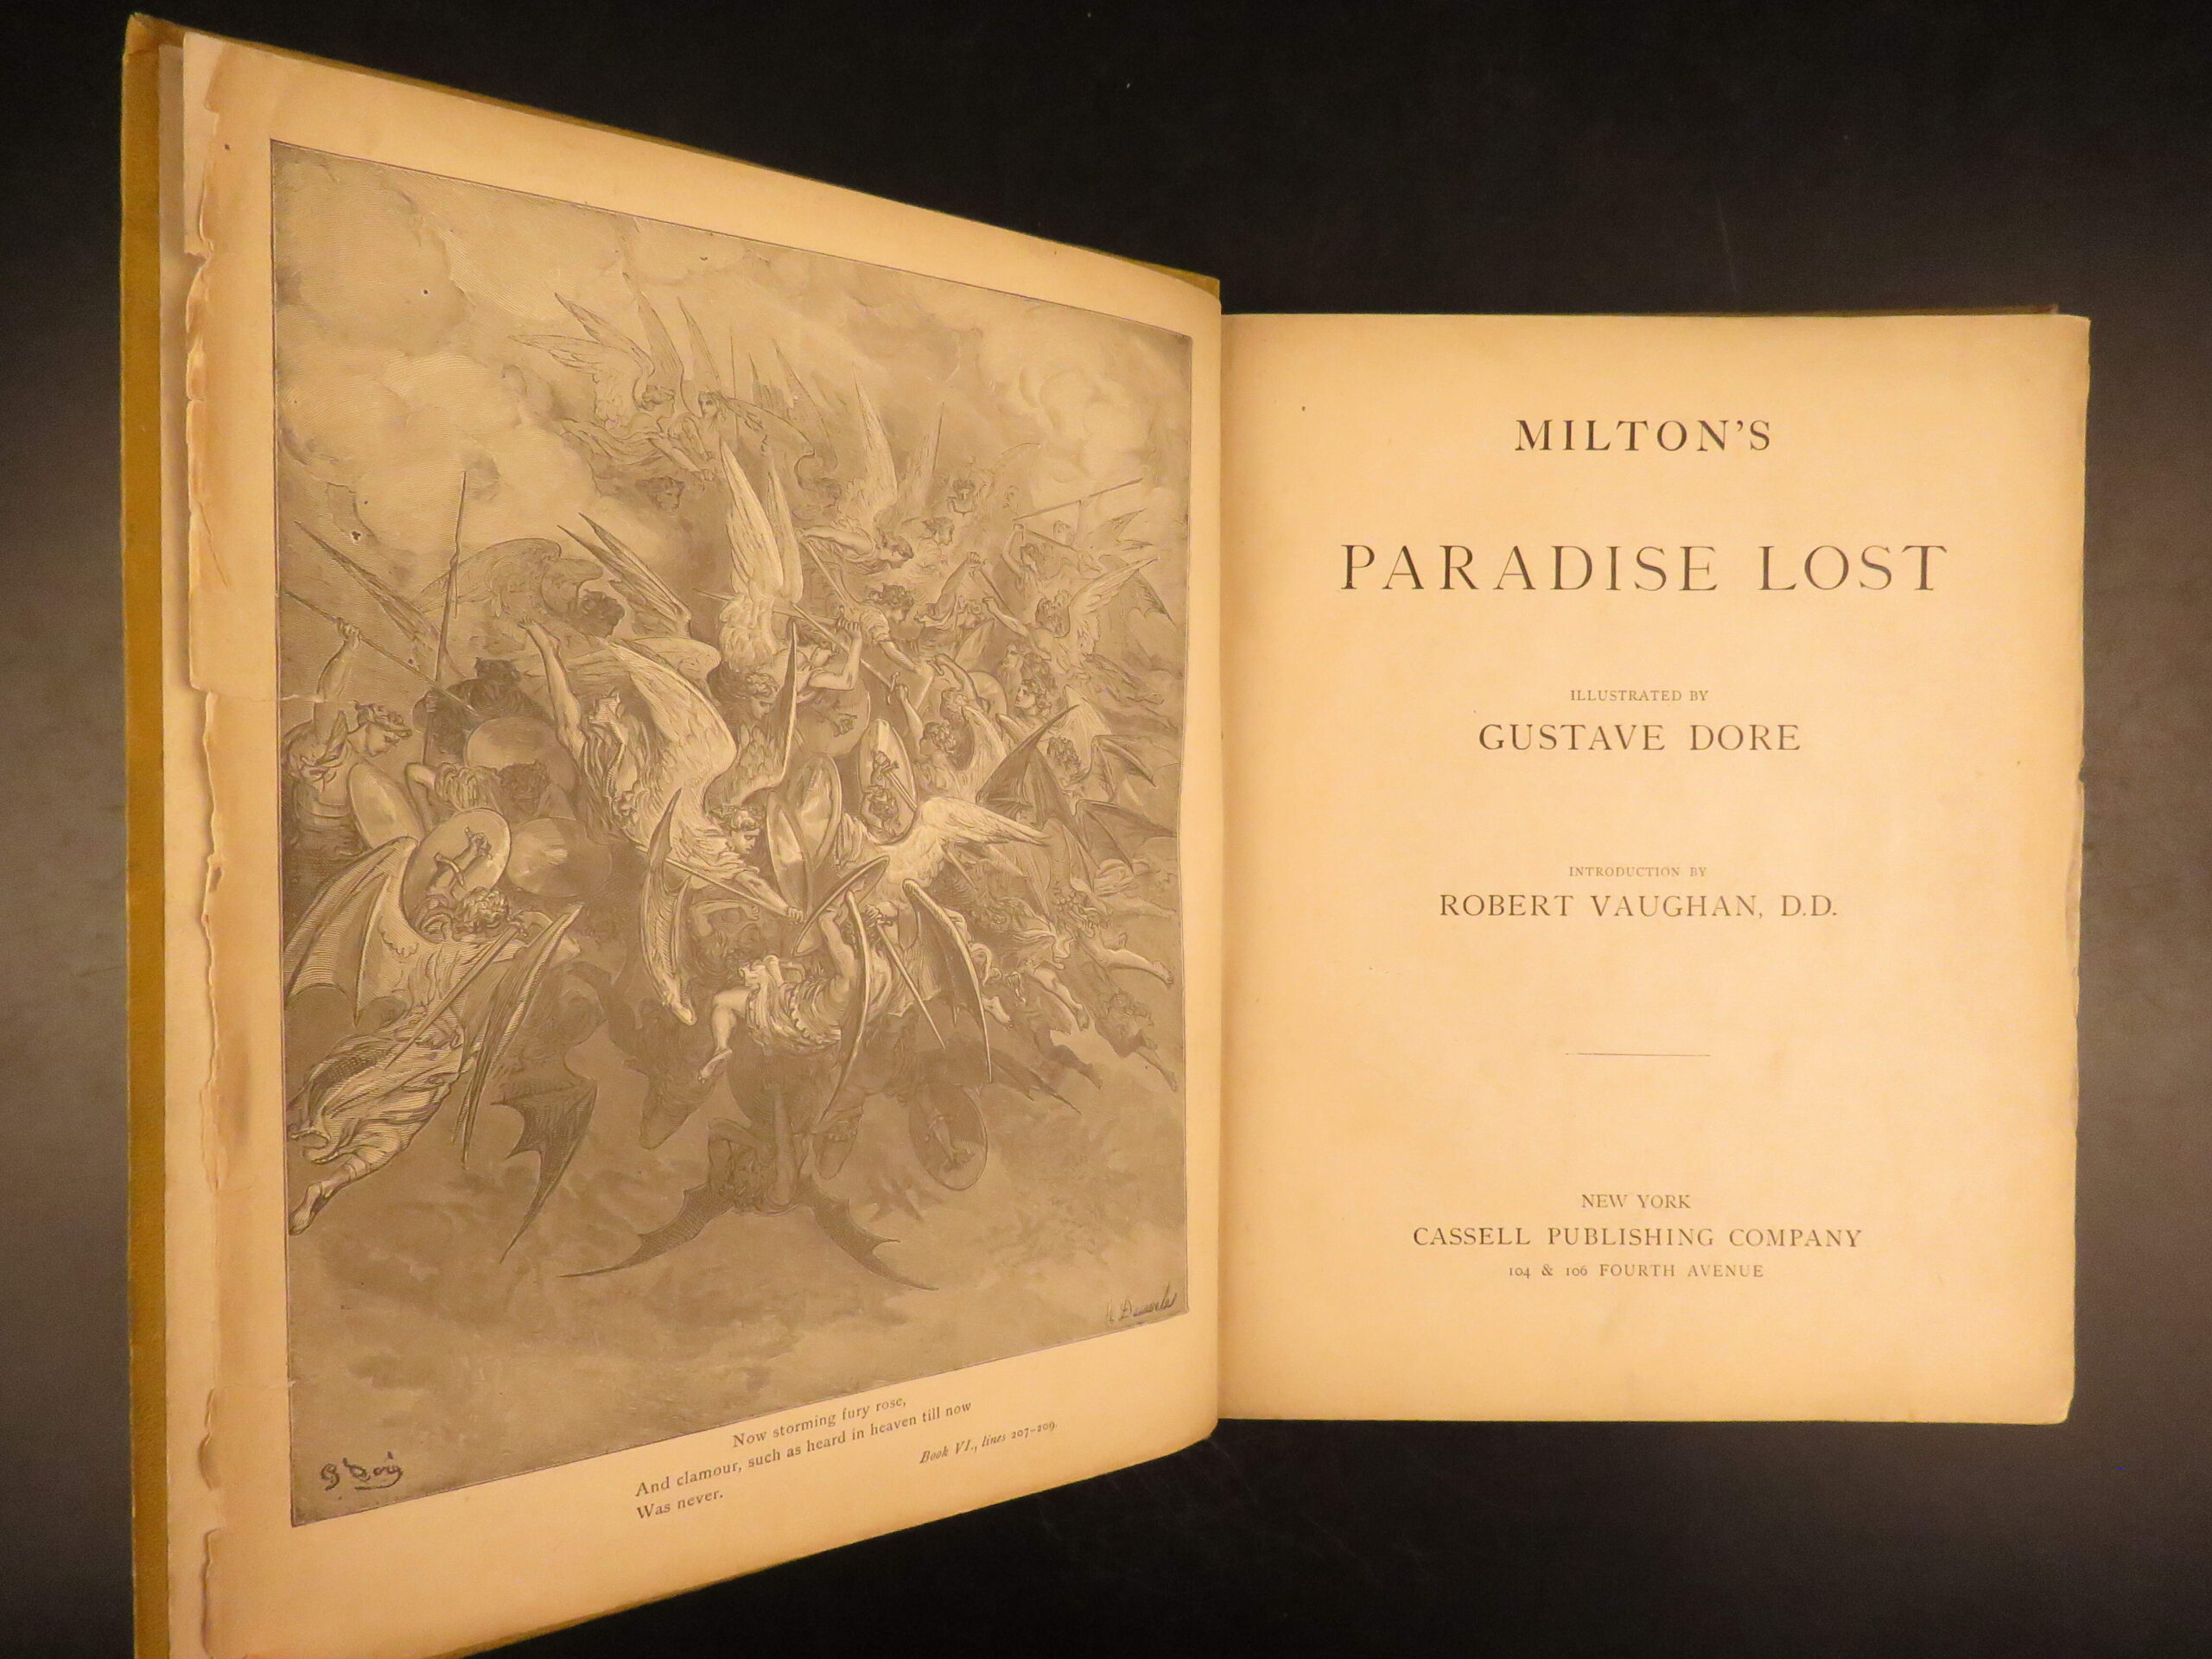 G Doré
Now storming fury rose,
And clamour, such as heard in heaven till now
Was never.
Book VI., lines 207-209.
MILTON'S
PARADISE LOST
ILLUSTRATED BY
GUSTAVE DORE
INTRODUCTION BY
ROBERT VAUGHAN, D.D.
NEW YORK
CASSELL PUBLISHING COMPANY
104 & 106 FOURTH AVENUE